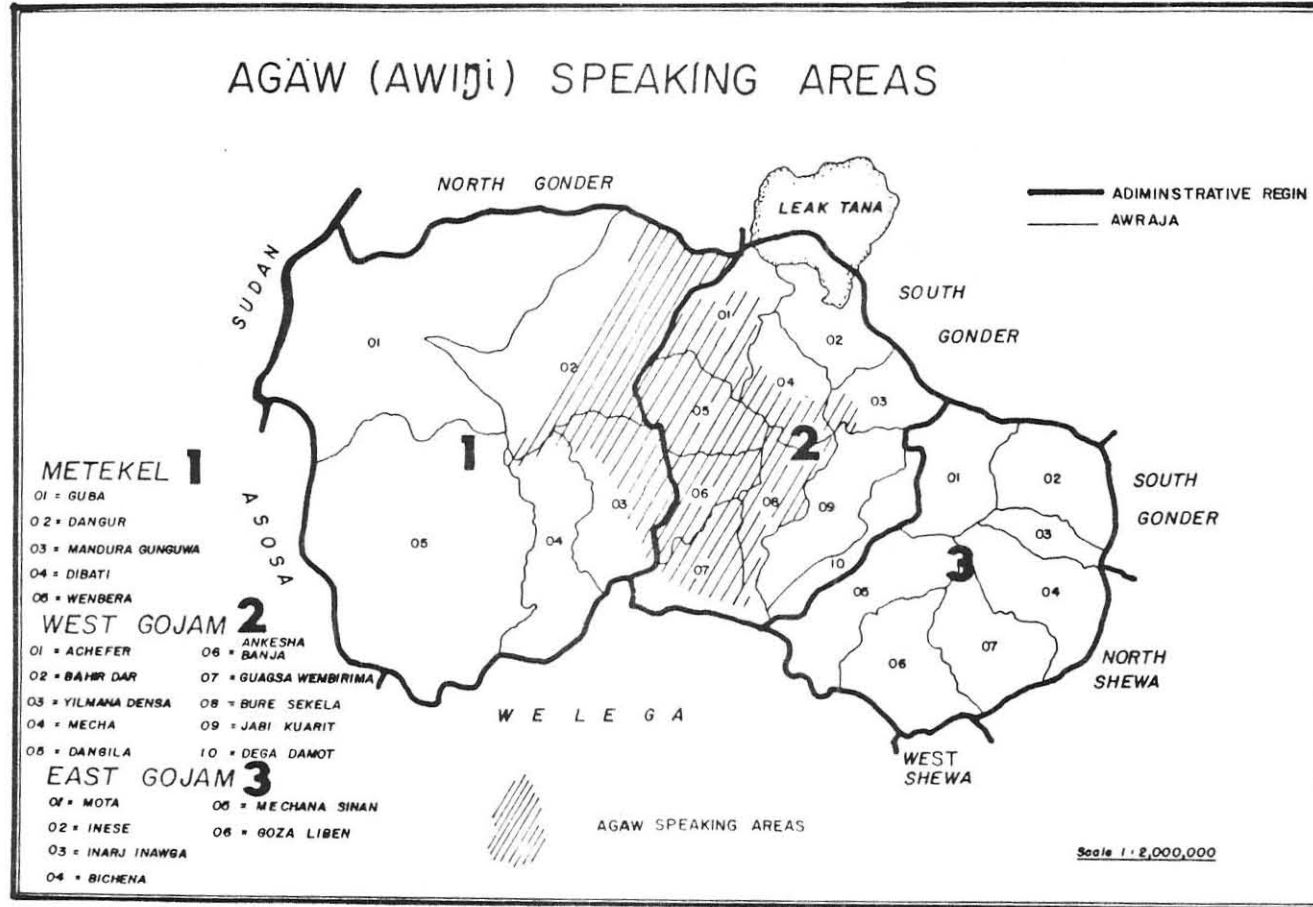 AGAW (AWIŊi) SPEAKING AREAS
NORTH GONDER
LEAK TANA
ADIMINSTRATIVE REGIN
AWRAJA
SUDAN
SOUTH
GONDER
01
02
01
02
04
03
05
2
1
03
06
08
09
05
04
07
10
01
02
SOUTH
GONDER
03
3
04
05
06
07
ASOSA
NORTH
SHEWA
WELEGA
WEST
SHEWA
METEKEL 1
01 = GUBA
02 = DANGUR
03 = MANDURA GUNGUWA
04 = DIBATI
05 = WENBERA
WEST GOJAM 2
01 = ACHEFER
02 = BAHIR DAR
03 = YILMANA DENSA
04 = MECHA
05 = DANGILA
06 = ANKESHA
BANJA
07 = GUAGSA WEMBIRIMA
08 = BURE SEKELA
09 = JABI KUARIT
10 = DEGA DAMOT
EAST GOJAM 3
01 = MOTA
02 = INESE
03 = INARJ INAWGA
04 = BICHENA
05 = MECHANA SINAN
06 = GOZA LIBEN
AGAW SPEAKING AREAS
Scale 1:2,000,000